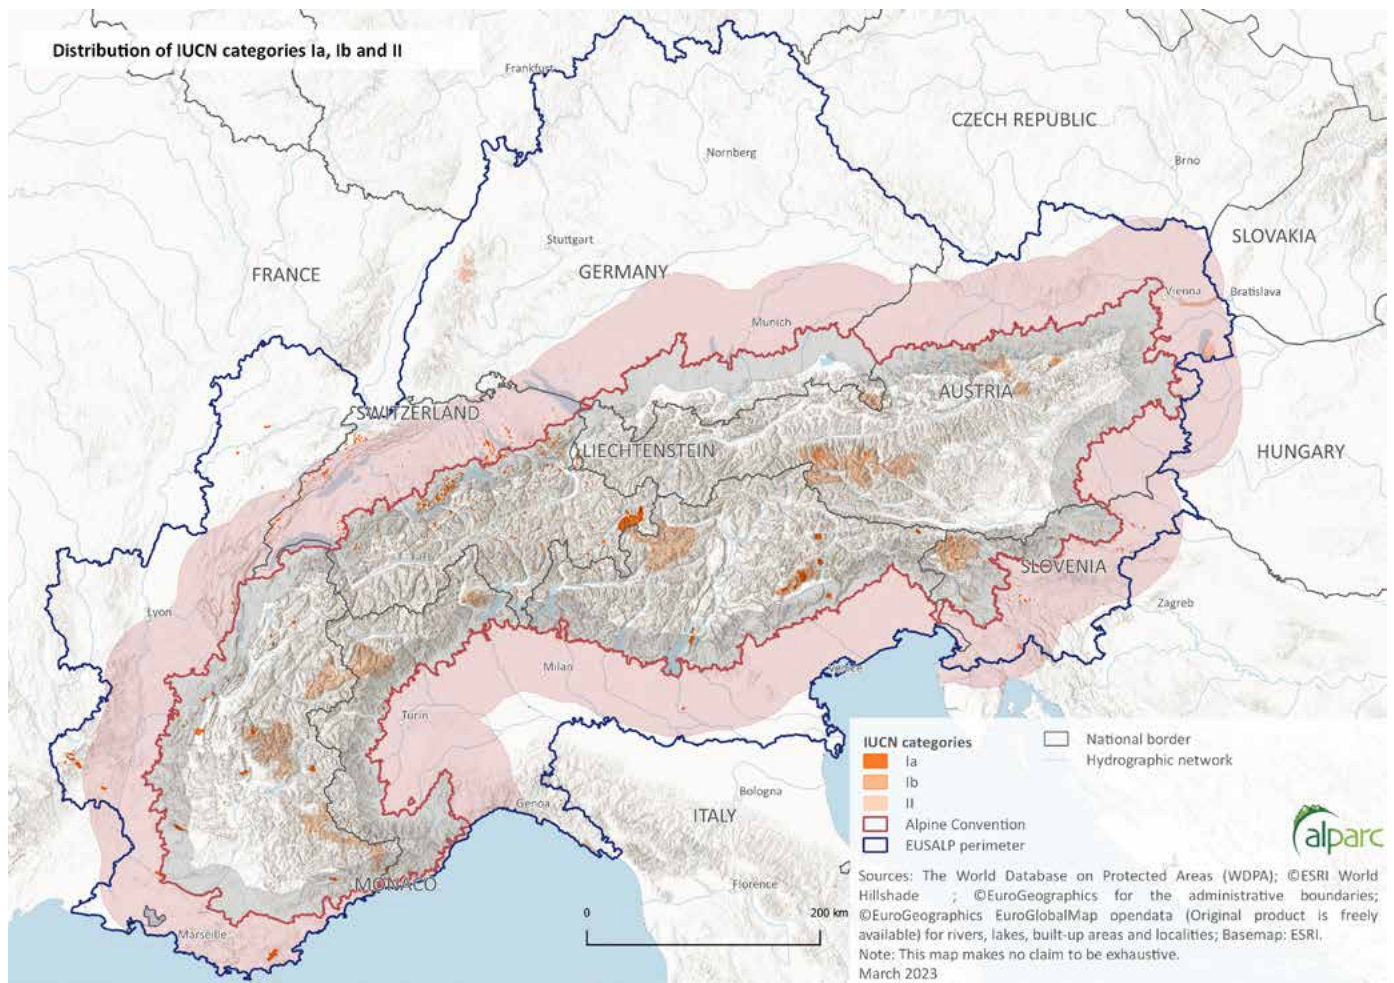 Distribution of IUCN categories Ia, Ib and II
Frankfurt
CZECH REPUBLIC
Nornberg
Brno
SLOVAKIA
Stuttgart
FRANCE
GERMANY
Vienna
Bratislava
Munich
AUSTRIA
SWITZERLAND
LIECHTENSTEIN
HUNGARY
SLOVENIA
Lyon
Zagreb
Milan
Venice
Turin
Genoa
Bologna
ITALY
MONACO
Florence
Marseille
0 200 km
IUCN categories
Ia
Ib
II
Alpine Convention
EUSALP perimeter
National border
Hydrographic network
alparc
Sources: The World Database on Protected Areas (WDPA); ©ESRI World
Hillshade ; ©EuroGeographics for the administrative boundaries;
©EuroGeographics EuroGlobalMap opendata (Original product is freely
available) for rivers, lakes, built-up areas and localities; Basemap: ESRI.
Note: This map makes no claim to be exhaustive.
March 2023